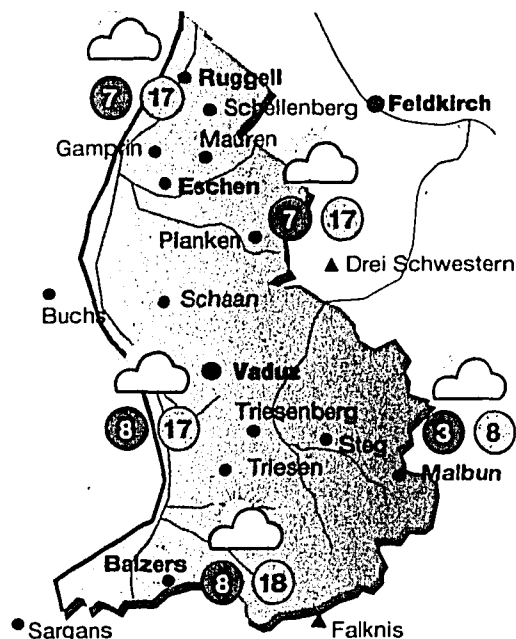 Ruggell
7 17
Schellenberg
Feldkirch
Gamprin
Mauren
Eschen
7 17
Planken
Drei Schwestern
Buchs
Schaan
Vaduz
8 17
Triesenberg
Steg
3 8
Triesen
Malbun
Balzers
8 18
Sargans
Falknis